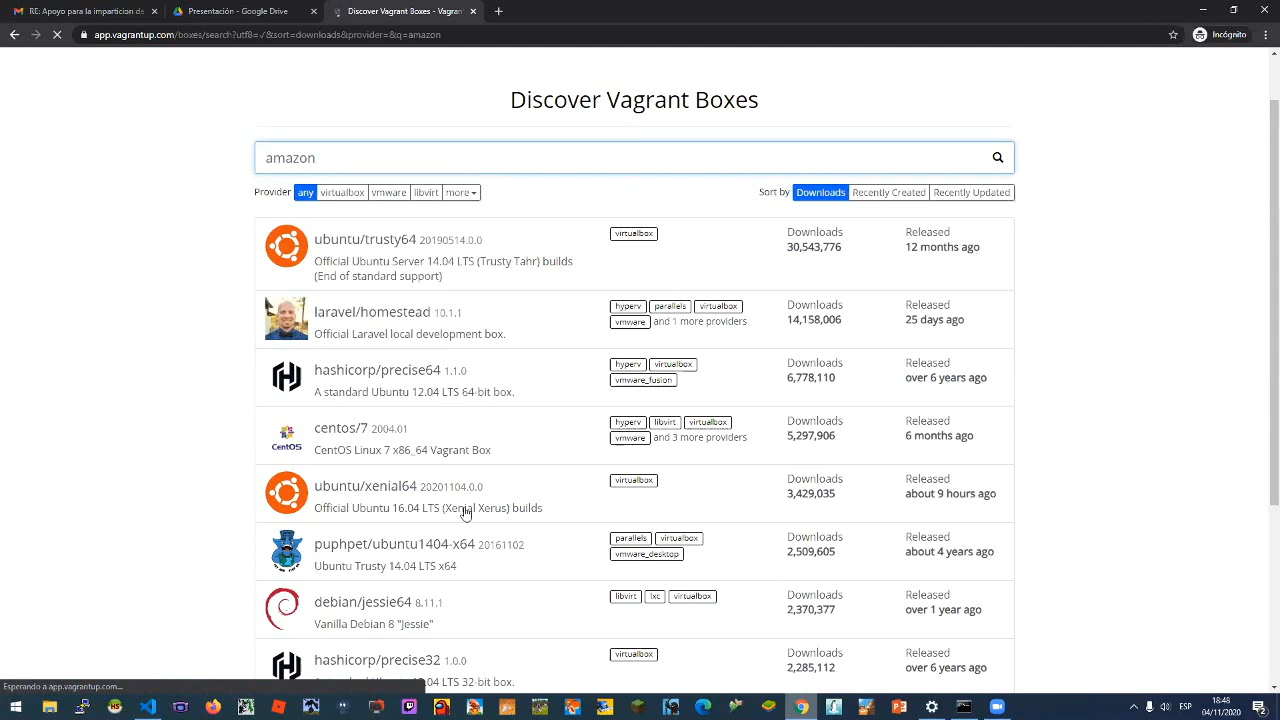 RE: Apoyo para la imparticion de
Presentación - Google Drive
Discover Vagrant Boxes - Vagran
app.vagrantup.com/boxes/search?utf8=✓&sort=downloads&provider=&q=amazon
Incógnito
Discover Vagrant Boxes
amazon
Provider any virtualbox vmware libvirt more
Sort by Downloads Recently Created Recently Updated
ubuntu/trusty64 20190514.0.0
Official Ubuntu Server 14.04 LTS (Trusty Tahr) builds
(End of standard support)
virtualbox
Downloads
30,543,776
Released
12 months ago
laravel/homestead 10.1.1
Official Laravel local development box.
hyperv parallels virtualbox
vmware and 1 more providers
Downloads
14,158,006
Released
25 days ago
hashicorp/precise64 1.1.0
A standard Ubuntu 12.04 LTS 64-bit box.
hyperv virtualbox
vmware_fusion
Downloads
6,778,110
Released
over 6 years ago
CentOS
centos/7 2004.01
CentOS Linux 7 x86_64 Vagrant Box
hyperv libvirt virtualbox
vmware and 3 more providers
Downloads
5,297,906
Released
6 months ago
ubuntu/xenial64 20201104.0.0
Official Ubuntu 16.04 LTS (Xenial Xerus) builds
virtualbox
Downloads
3,429,035
Released
about 9 hours ago
puphpet/ubuntu1404-x64 20161102
Ubuntu Trusty 14.04 LTS x64
parallels virtualbox
vmware_desktop
Downloads
2,509,605
Released
about 4 years ago
debian/jessie64 8.11.1
Vanilla Debian 8 "Jessie"
libvirt lxc virtualbox
Downloads
2,370,377
Released
over 1 year ago
hashicorp/precise32 1.0.0
04 LTS 32-bit box.
virtualbox
Downloads
2,285,112
Released
over 6 years ago
Esperando a app.vagrantup.com...
ESP
18:48
04/11/2020